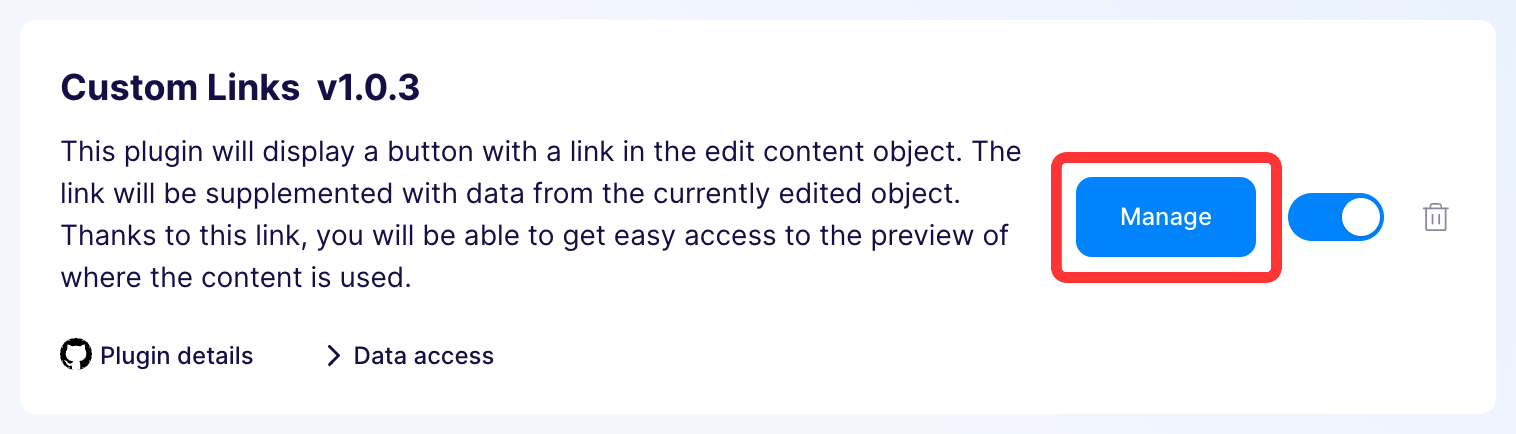 Custom Links v1.0.3
This plugin will display a button with a link in the edit content object. The
link will be supplemented with data from the currently edited object.
Thanks to this link, you will be able to get easy access to the preview of
where the content is used.
Manage
Plugin details
Data access